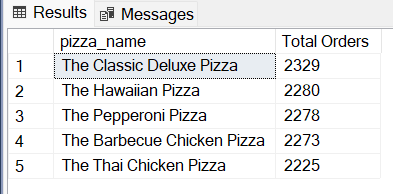 Results Messages
pizza_name Total Orders
1 The Classic Deluxe Pizza 2329
2 The Hawaiian Pizza 2280
3 The Pepperoni Pizza 2278
4 The Barbecue Chicken Pizza 2273
5 The Thai Chicken Pizza 2225